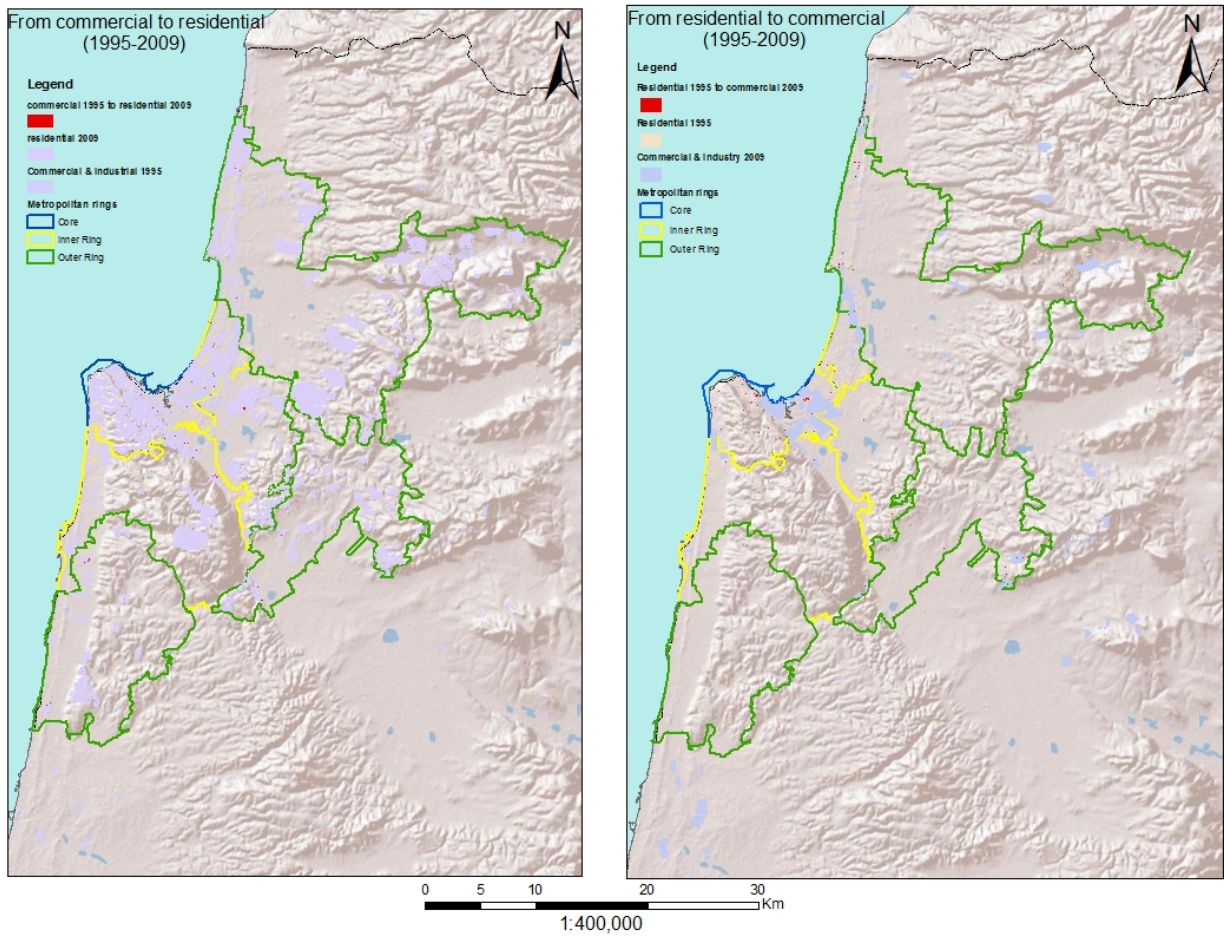 From commercial to residential
(1995-2009)
N
Legend
commercial 1995 to residential 2009
residential 2009
Commercial & Industrial 1995
Metropolitan rings
Core
Inner Ring
Outer Ring
From residential to commercial
(1995-2009)
N
Legend
Residential 1995 to commercial 2009
Residential 1995
Commercial & Industry 2009
Metropolitan rings
Core
Inner Ring
Outer Ring
0 5 10 20 30
Km
1:400,000